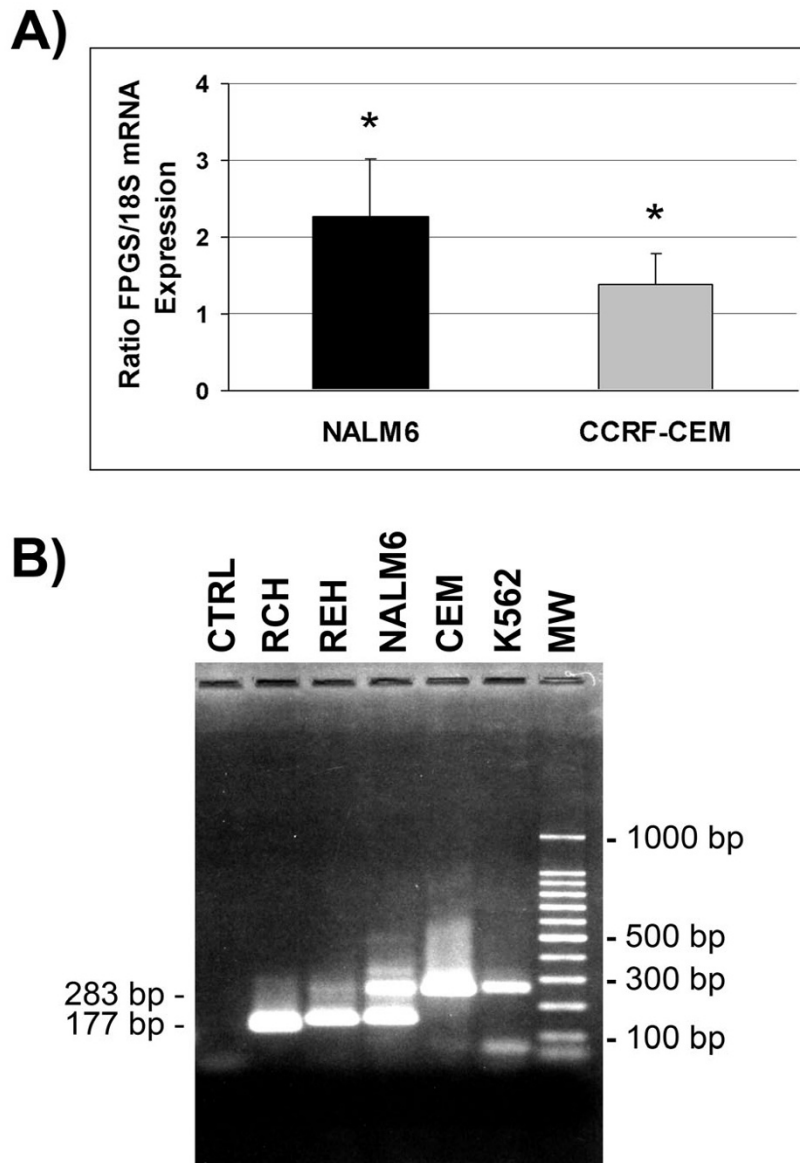 A)
Ratio FPGS/18S mRNA
Expression
4
3
2
1
0
*
*
NALM6
CCRF-CEM
B)
CTRL
RCH
REH
NALM6
CEM
K562
MW
- 1000 bp
- 500 bp
- 300 bp
- 100 bp
283 bp -
177 bp -